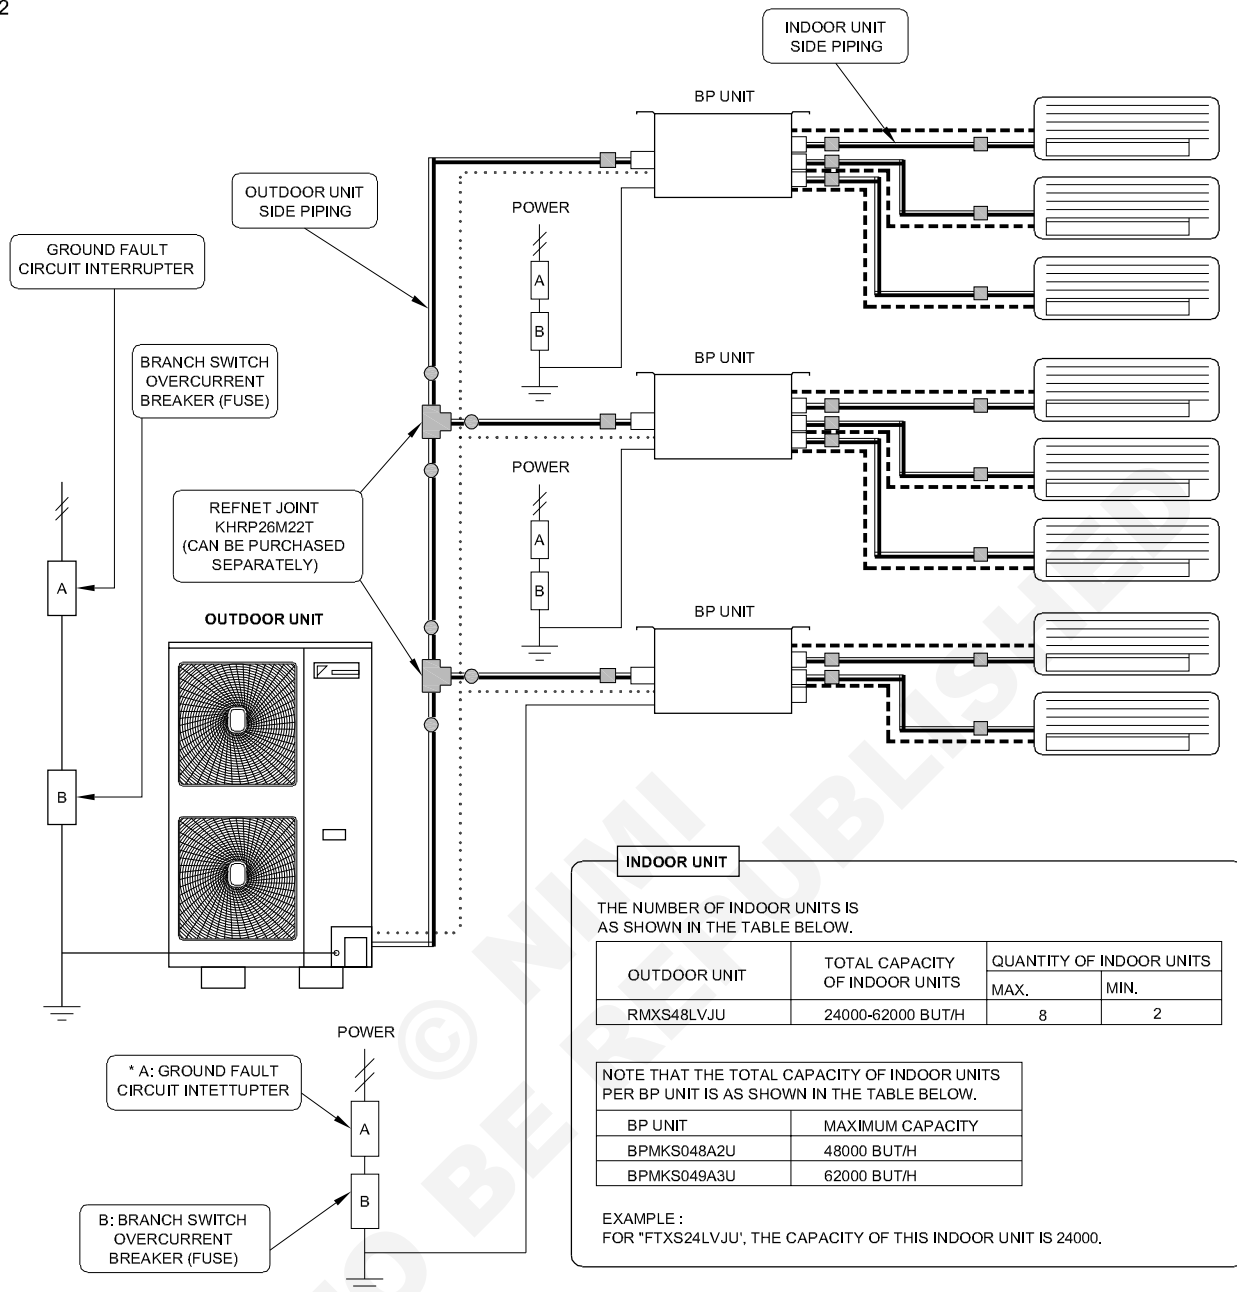 2
INDOOR UNIT
SIDE PIPING
BP UNIT
OUTDOOR UNIT
SIDE PIPING
POWER
GROUND FAULT
CIRCUIT INTERRUPTER
A
B
BRANCH SWITCH
OVERCURRENT
BREAKER (FUSE)
BP UNIT
POWER
REFNET JOINT
KHRP26M22T
(CAN BE PURCHASED
SEPARATELY)
A
B
A
BP UNIT
OUTDOOR UNIT
B
INDOOR UNIT
THE NUMBER OF INDOOR UNITS IS
AS SHOWN IN THE TABLE BELOW.
OUTDOOR UNIT
TOTAL CAPACITY
OF INDOOR UNITS
QUANTITY OF INDOOR UNITS
MAX.
MIN.
RMXS48LVJU
24000-62000 BUT/H
8
2
POWER
* A: GROUND FAULT
CIRCUIT INTETTUPTER
A
B
B: BRANCH SWITCH
OVERCURRENT
BREAKER (FUSE)
NOTE THAT THE TOTAL CAPACITY OF INDOOR UNITS
PER BP UNIT IS AS SHOWN IN THE TABLE BELOW.
BP UNIT
MAXIMUM CAPACITY
BPMKS048A2U
48000 BUT/H
BPMKS049A3U
62000 BUT/H
EXAMPLE :
FOR "FTXS24LVJU', THE CAPACITY OF THIS INDOOR UNIT IS 24000.
© NIMI
TO BE REPUBLISHED